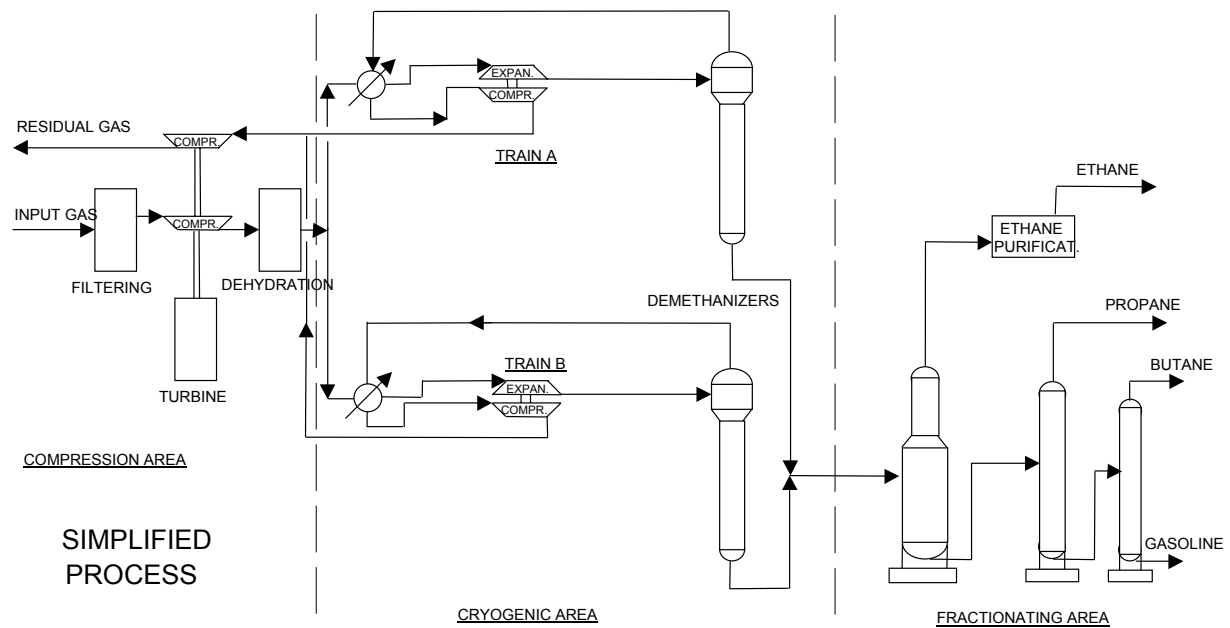 EXPAN.
COMPR.
RESIDUAL GAS
COMPR.
TRAIN A
ETHANE
INPUT GAS
COMPR.
ETHANE
PURIFICAT.
FILTERING
DEHYDRATION
DEMETHANIZERS
PROPANE
TRAIN B
BUTANE
EXPAN.
TURBINE
COMPR.
COMPRESSION AREA
SIMPLIFIED
PROCESS
GASOLINE
CRYOGENIC AREA
FRACTIONATING AREA